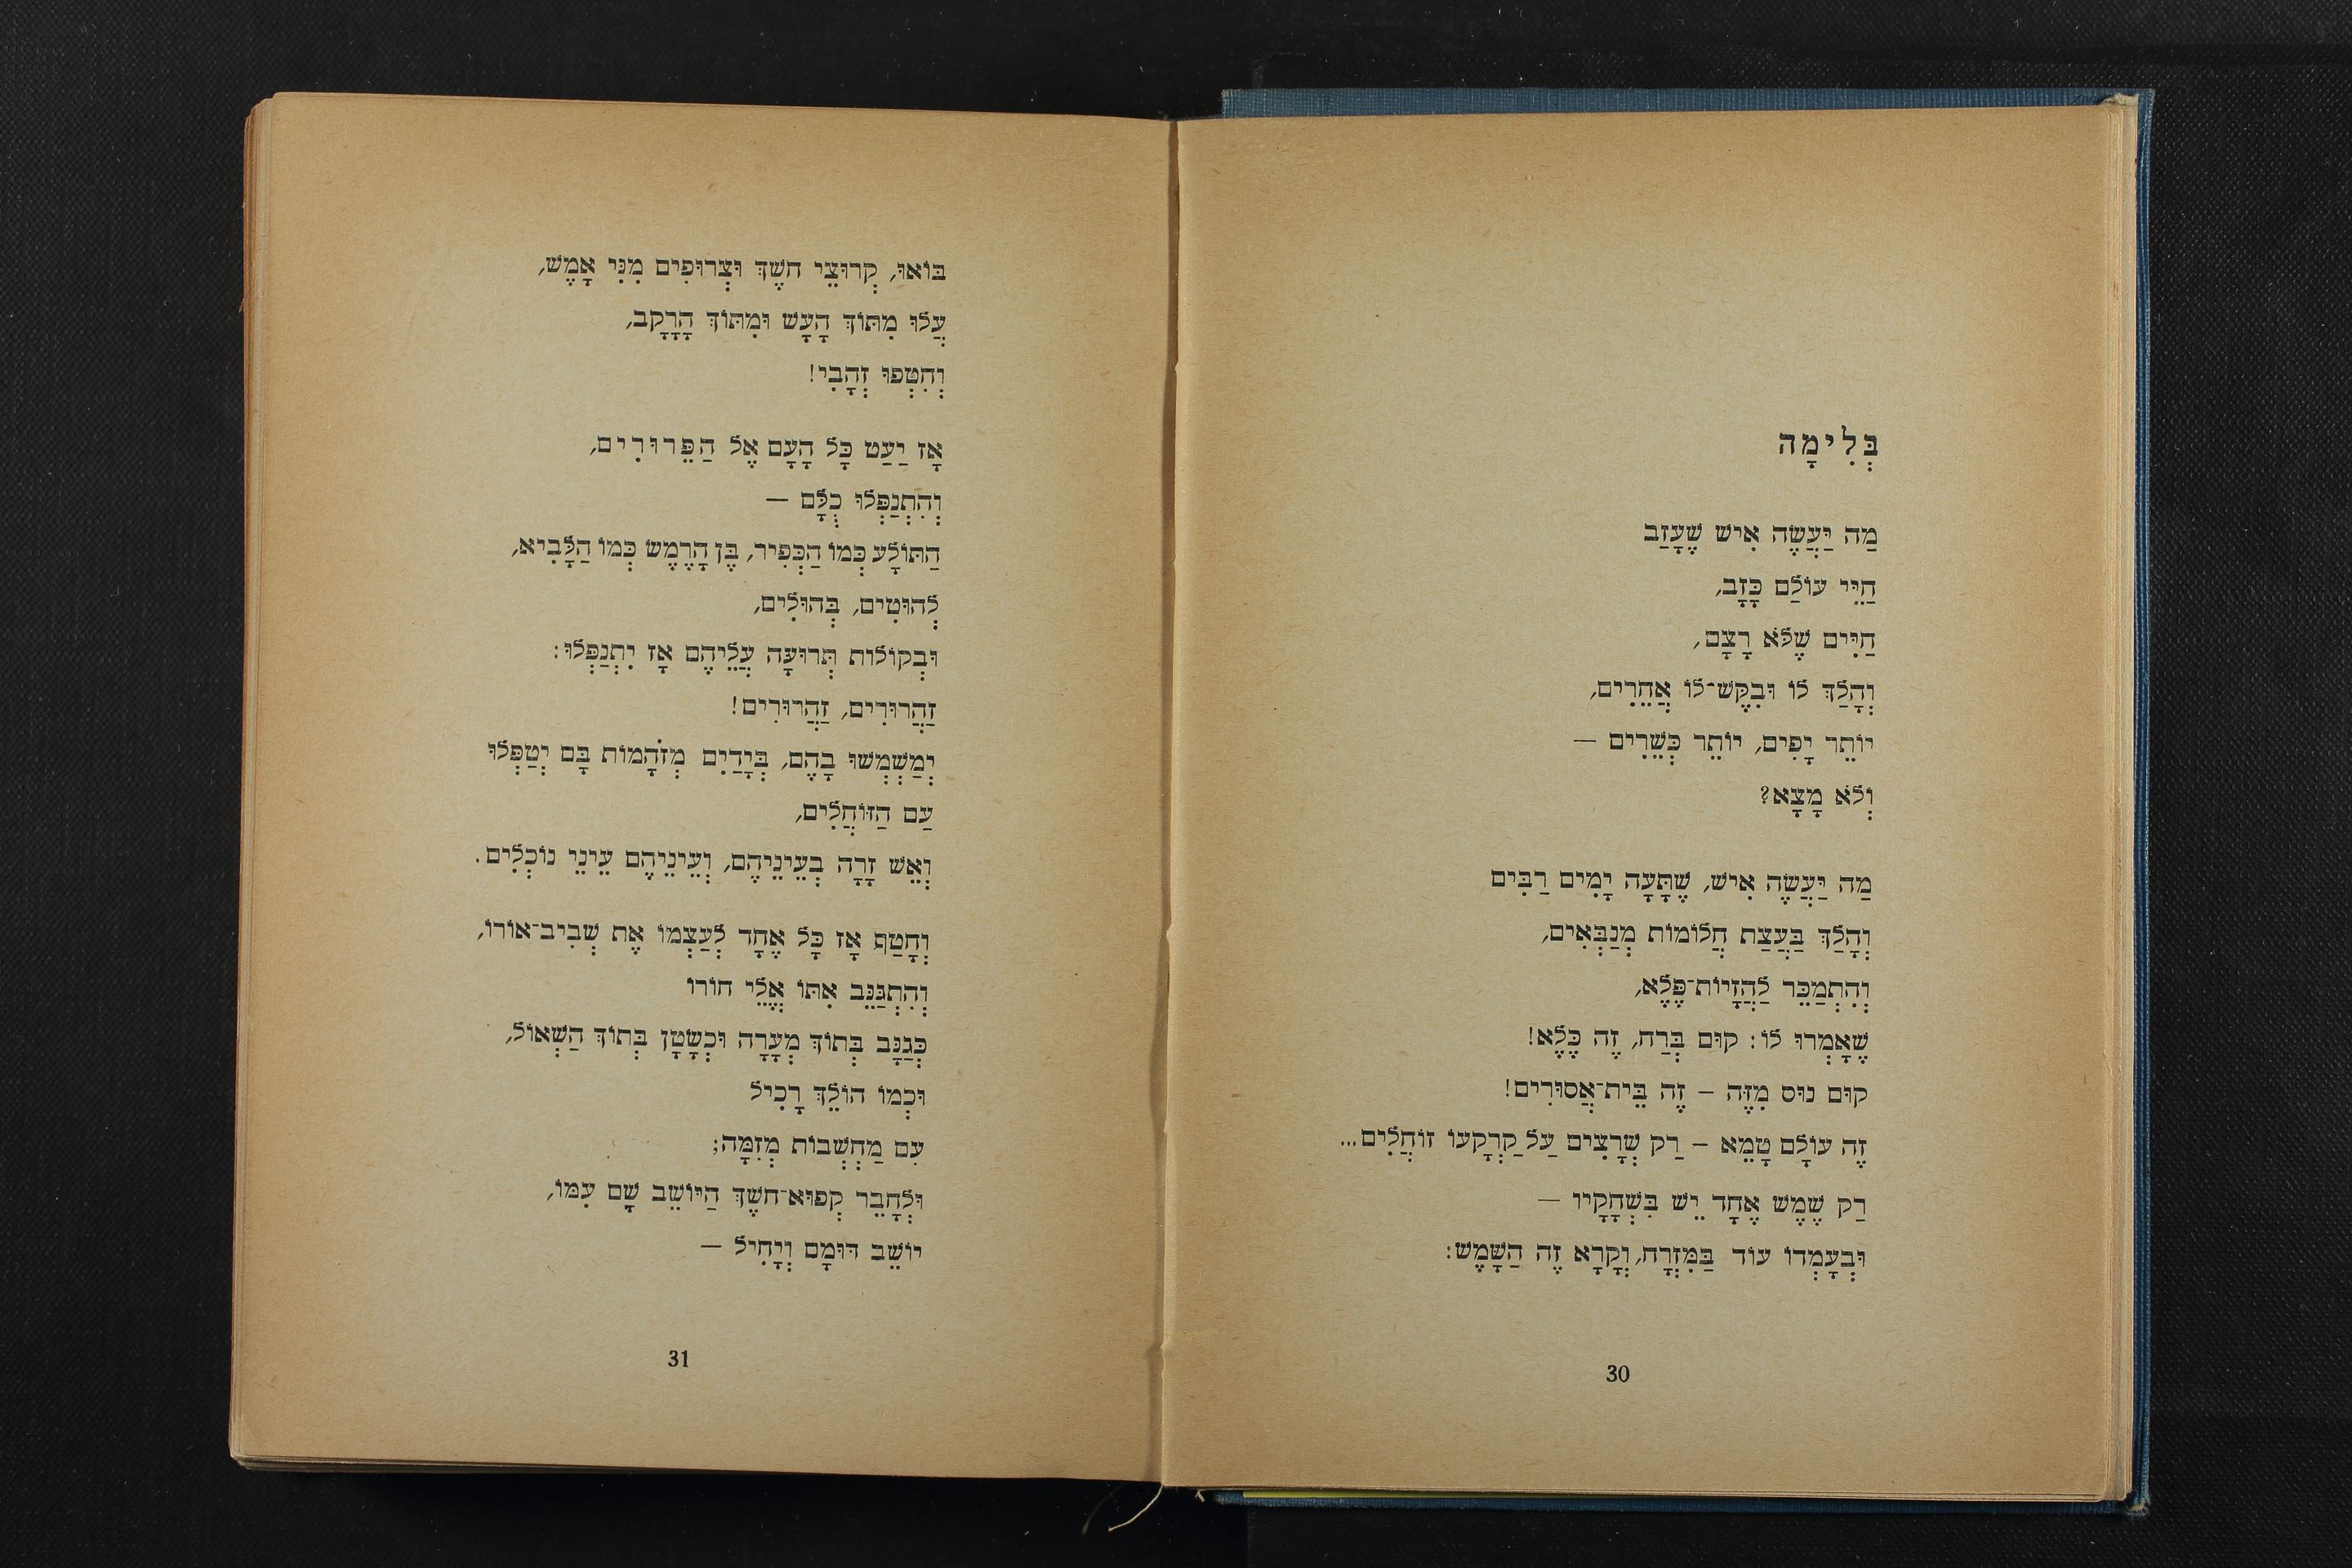 בְּלִימָה
מַה יַּעֲשֶׂה אִישׁ שֶׁעָזַב
חַיֵּי עוֹלַם כָּזָב,
חַיִּים שֶׁלֹּא רָצָם,
וְהָלַךְ לוֹ וּבִקֶּשׁ־לוֹ אֲחֵרִים,
יוֹתֵר יָפִים, יוֹתֵר כְּשֵׁרִים —
וְלֹא מָצָא?
מַה יַּעֲשֶׂה אִישׁ, שֶׁתָּעָה יָמִים רַבִּים
וְהָלַךְ בַּעֲצַת חֲלוֹמוֹת מְנַבְּאִים,
וְהִתְמַכֵּר לַהֲזָיוֹת־פֶּלֶא,
שֶׁאָמְרוּ לוֹ: קוּם בְּרַח, זֶה כֶּלֶא!
קוּם נוּס מִזֶּה — זֶה בֵּית־אֲסוּרִים!
זֶה עוֹלָם טָמֵא — רַק שְׁרָצִים עַל קַרְקָעוֹ זוֹחֲלִים...
רַק שֶׁמֶשׁ אֶחָד יֵשׁ בִּשְׁחָקָיו —
וּבְעָמְדוֹ עוֹד בַּמִּזְרָח, וְקָרָא זֶה הַשָּׁמֶשׁ:
30
בּוֹאוּ, קְרוּצֵי חשֶׁךְ וּצְרוּפִים מִנִּי אָמֶשׁ,
עֲלוּ מִתּוֹךְ הָעָשׁ וּמִתּוֹךְ הָרָקָב,
וְחִטְפוּ זְהָבִי!
אָז יַעַט כָּל הָעָם אֶל הַפֵּרוּרִים,
וְהִתְנַפְּלוּ כֻלָּם —
הַתּוֹלָע כְּמוֹ הַכְּפִיר, בֶּן הָרֶמֶשׂ כְּמוֹ הַלָּבִיא,
לְהוּטִים, בְּהוּלִים,
וּבְקוֹלוֹת תְּרוּעָה עֲלֵיהֶם אָז יִתְנַפְּלוּ:
זַהֲרוּרִים, זַהֲרוּרִים!
יְמַשְׁמְשׁוּ בָהֶם, בְּיָדַיִם מְזֹהָמוֹת בָּם יְטַפְּלוּ
עַם הַזּוֹחֲלִים,
וְאֵשׁ זָרָה בְעֵינֵיהֶם, וְעֵינֵיהֶם עֵינֵי נוֹכְלִים.
וְחָטַף אָז כָּל אֶחָד לְעַצְמוֹ אֶת שְׁבִיב־אוֹרוֹ,
וְהִתְגַּנֵּב אִתּוֹ אֱלֵי חוֹרוֹ
כְּגַנָּב בְּתוֹךְ מְעָרָה וּכְשָׂטָן בְּתוֹךְ הַשְּׁאוֹל,
וּכְמוֹ הוֹלֵךְ רָכִיל
עִם מַחְשְׁבוֹת מְזִמָּה;
וּלְחָבֵר קְפוּא־חשֶׁךְ הַיּוֹשֵׁב שָׁם עִמּוֹ,
יוֹשֵׁב דּוּמָם וְיָחִיל —
31